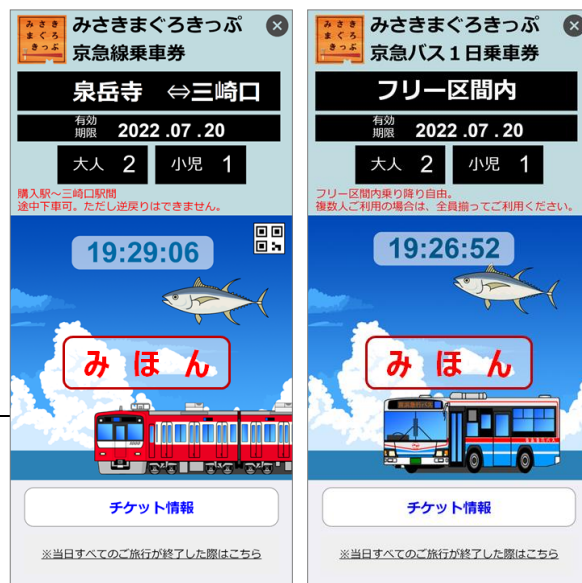 みさき
まぐろ
きっぷ
みさきまぐろきっぷ
京急線乗車券
泉岳寺 ⇔三崎口
有効
期限 2022 .07 .20
大人 2 小児 1
購入駅～三崎口駅間
途中下車可。ただし逆戻りはできません。
19:29:06
みほん
チケット情報
※当日すべてのご旅行が終了した際はこちら
みさき
まぐろ
きっぷ
みさきまぐろきっぷ
京急バス１日乗車券
フリー区間内
有効
期限 2022 .07 .20
大人 2 小児 1
フリー区間内乗り降り自由。
複数人ご利用の場合は、全員揃ってご利用ください。
19:26:52
みほん
チケット情報
※当日すべてのご旅行が終了した際はこちら